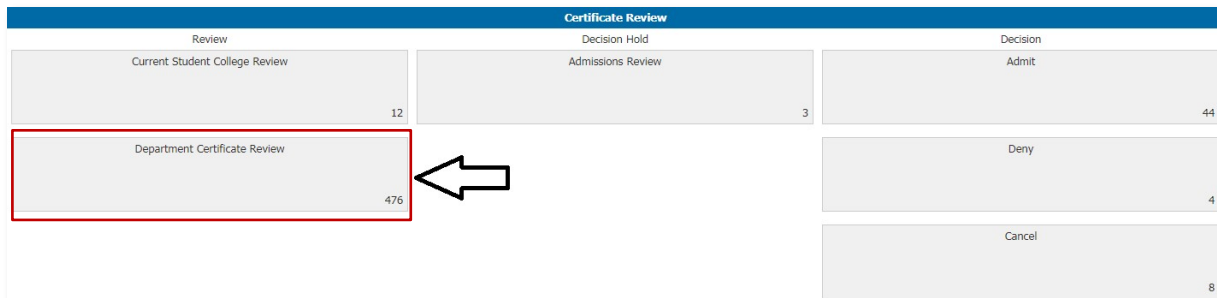 Certificate Review
Review
Decision Hold
Decision
Current Student College Review
12
Admissions Review
3
Admit
44
Department Certificate Review
476
Deny
4
Cancel
8